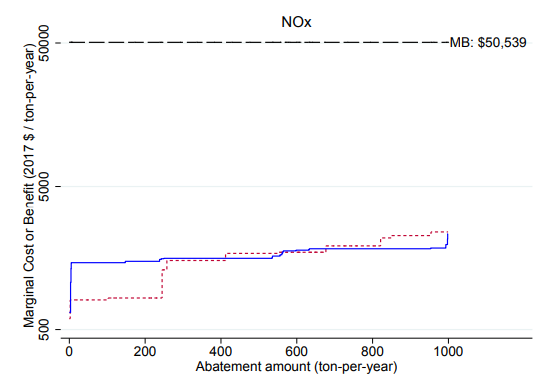 NOx
MB: $50,539
Marginal Cost or Benefit (2017 $ / ton-per-year)
50000
5000
500
0 200 400 600 800 1000
Abatement amount (ton-per-year)